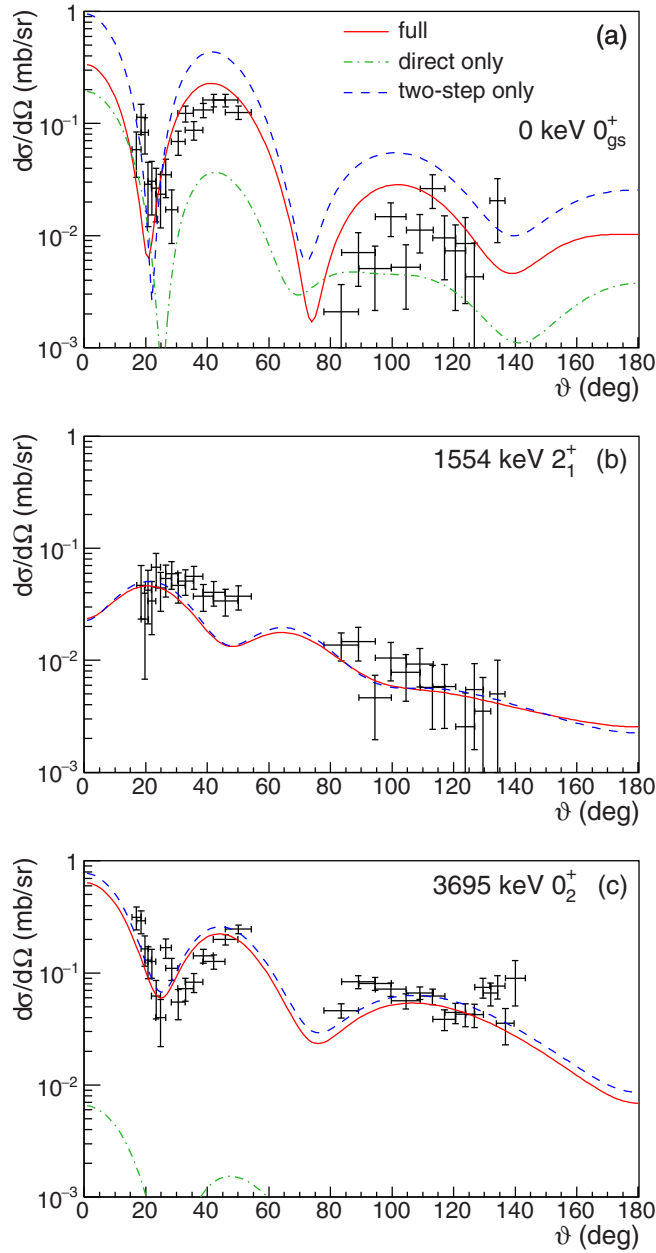 dσ/dΩ (mb/sr)
1
10⁻¹
10⁻²
10⁻³
(a)
full
direct only
two-step only
0 keV 0⁺gs
0 20 40 60 80 100 120 140 160 180
ϑ (deg)
dσ/dΩ (mb/sr)
1
10⁻¹
10⁻²
10⁻³
1554 keV 2₁⁺ (b)
0 20 40 60 80 100 120 140 160 180
ϑ (deg)
dσ/dΩ (mb/sr)
1
10⁻¹
10⁻²
10⁻³
3695 keV 0₂⁺ (c)
0 20 40 60 80 100 120 140 160 180
ϑ (deg)